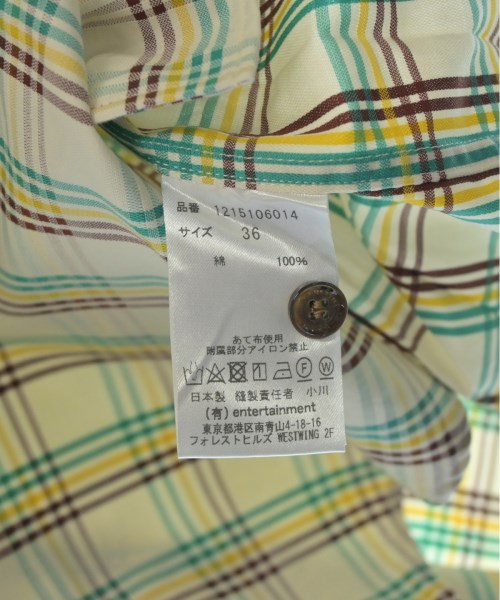 品番 1215106014
サイズ 36
綿 100%
あて布使用
附属部分アイロン禁止
F W
日本製 縫製責任者 小川
(有) entertainment
東京都港区南青山4-18-16
フォレストヒルズ WESTWING 2F